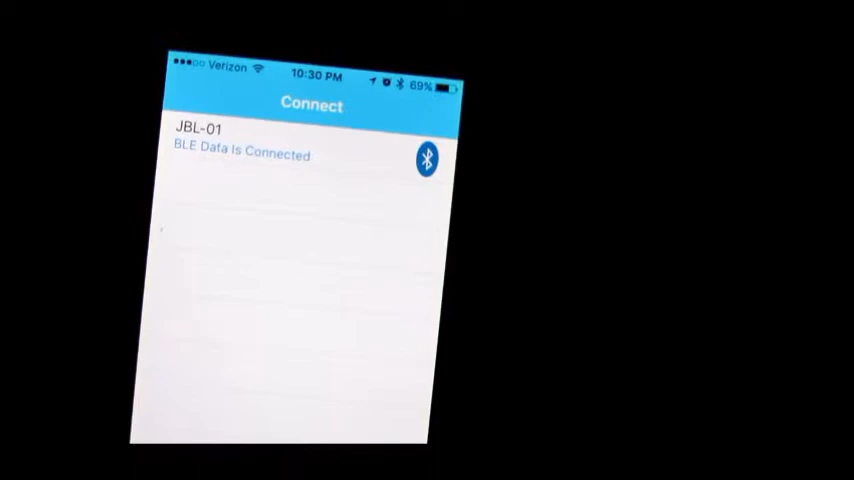 Verizon 10:30 PM 69%
Connect
JBL-01
BLE Data Is Connected